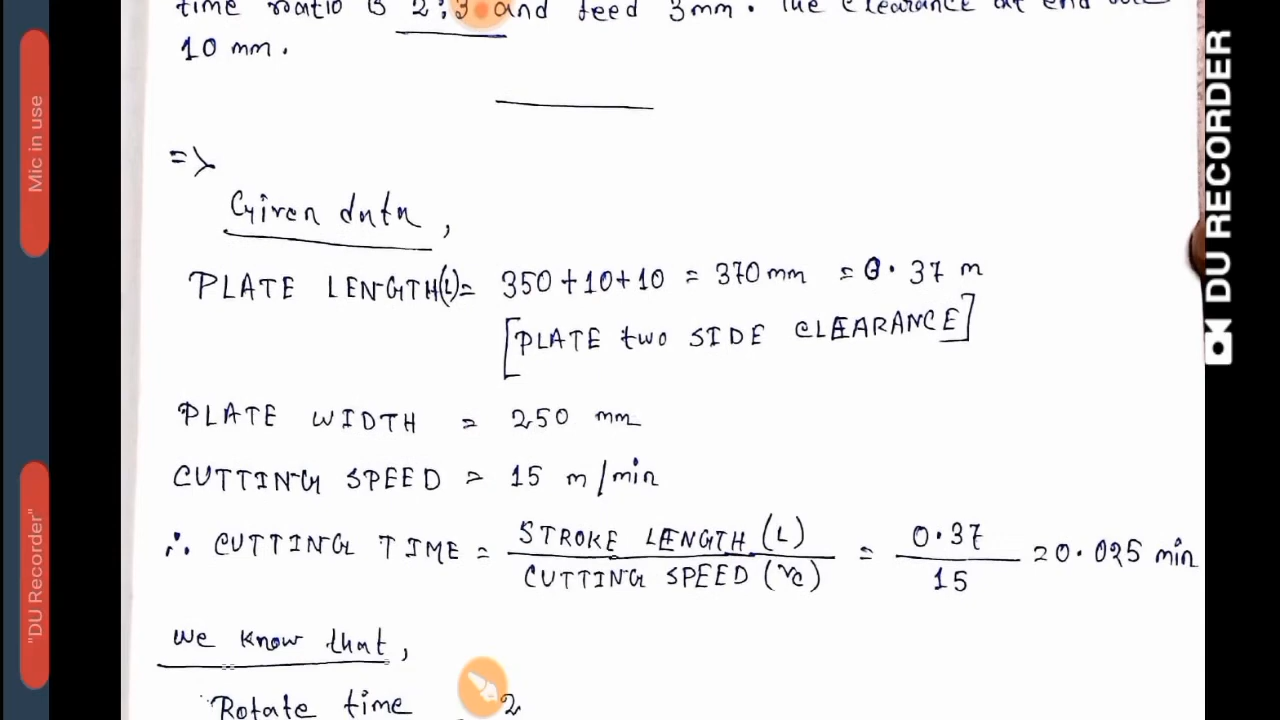 time ratio is 2:3 and feed 3mm. The clearance at end
10 mm.
=>
Given data,
PLATE LENGTH(L)= 350+10+10 = 370 mm = 0.37 m
[PLATE two SIDE CLEARANCE]
PLATE WIDTH = 250 mm
CUTTING SPEED = 15 m/min
∴ CUTTING TIME = STROKE LENGTH (L) / CUTTING SPEED (Vc) = 0.37 / 15 = 0.025 min
We know that,
Rotate time 2
Mic in use
"DU Recorder"
DU RECORDER